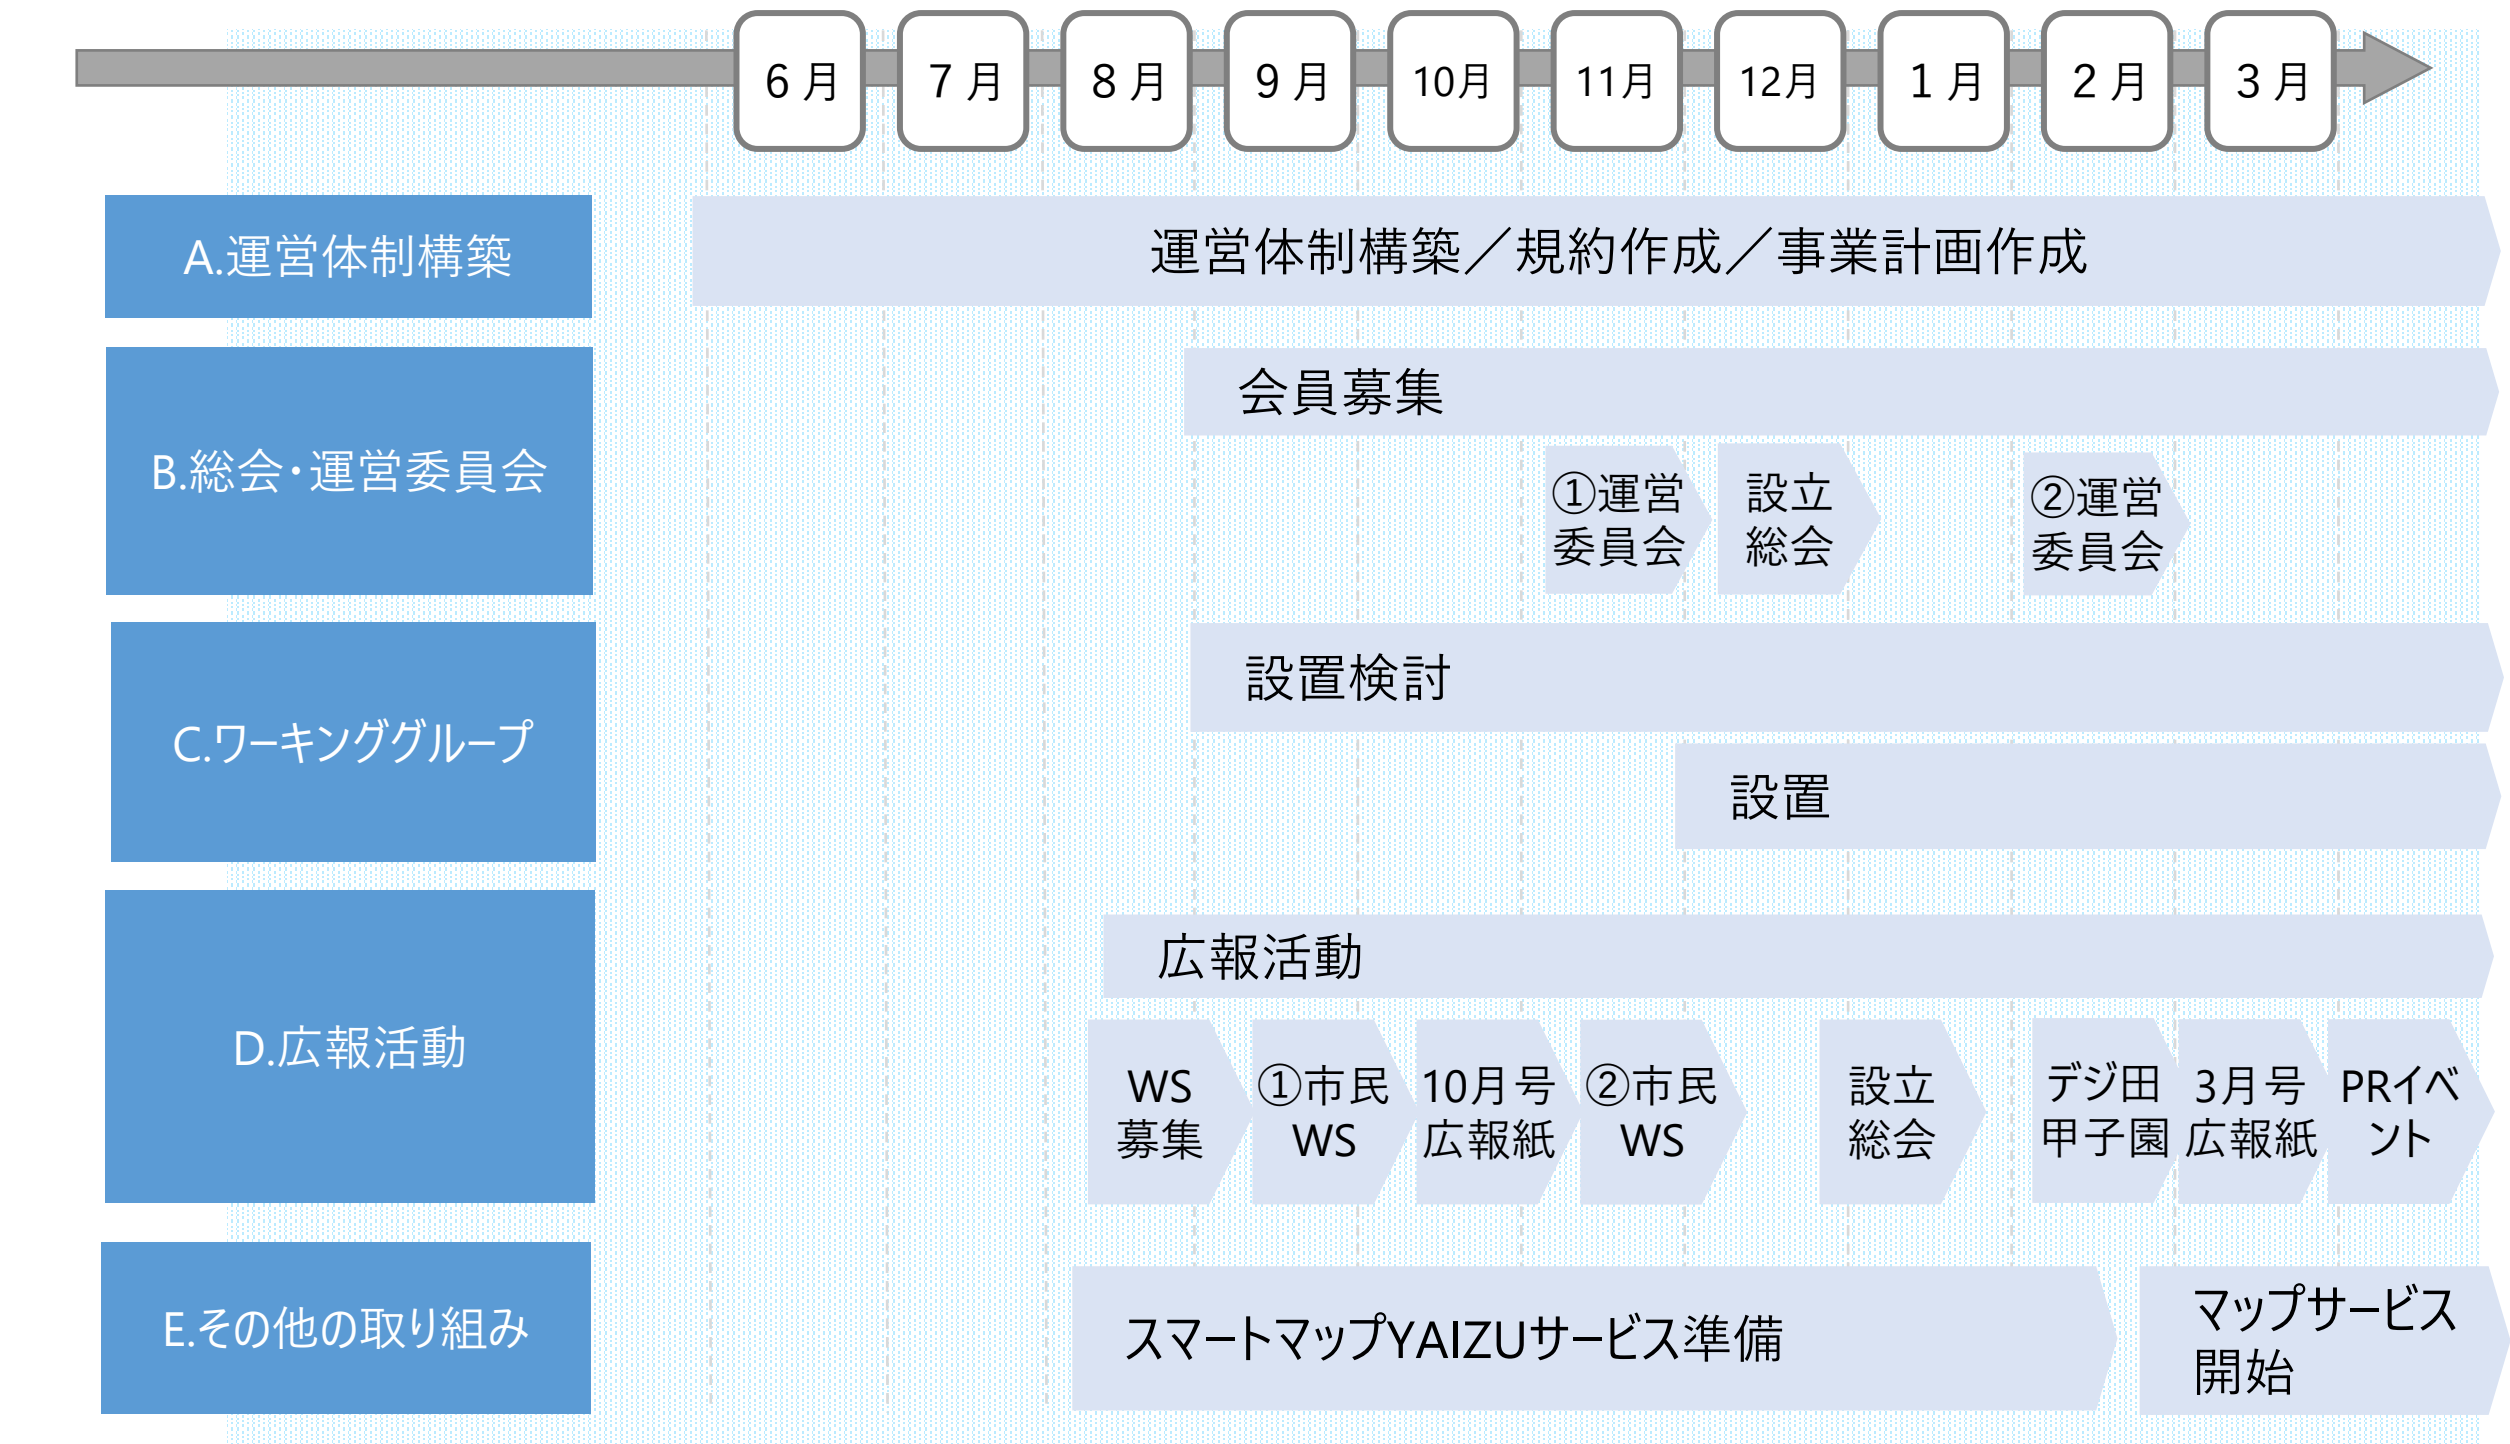 6月 7月 8月 9月 10月 11月 12月 1月 2月 3月
A.運営体制構築
運営体制構築／規約作成／事業計画作成
B.総会・運営委員会
会員募集
①運営
委員会
設立
総会
②運営
委員会
C.ワーキンググループ
設置検討
設置
D.広報活動
広報活動
WS
募集
①市民
WS
10月号
広報紙
②市民
WS
設立
総会
デジ田
甲子園
3月号
広報紙
PRイベ
ント
E.その他の取り組み
スマートマップYAIZUサービス準備
マップサービス
開始